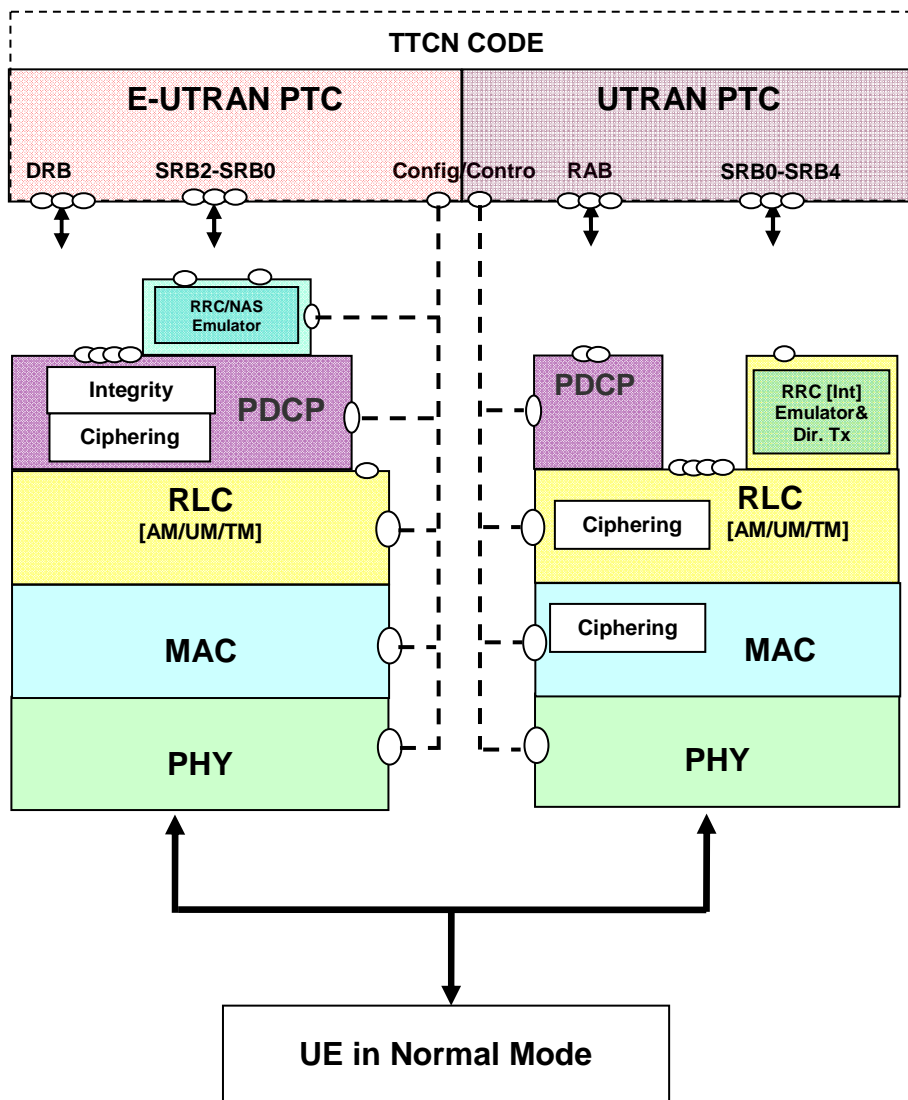 TTCN CODE
E-UTRAN PTC
UTRAN PTC
DRB
SRB2-SRB0
Config/Contro
RAB
SRB0-SRB4
RRC/NAS
Emulator
Integrity
Ciphering
PDCP
PDCP
RRC [Int]
Emulator&
Dir. Tx
RLC
[AM/UM/TM]
Ciphering
RLC
[AM/UM/TM]
MAC
Ciphering
MAC
PHY
PHY
UE in Normal Mode